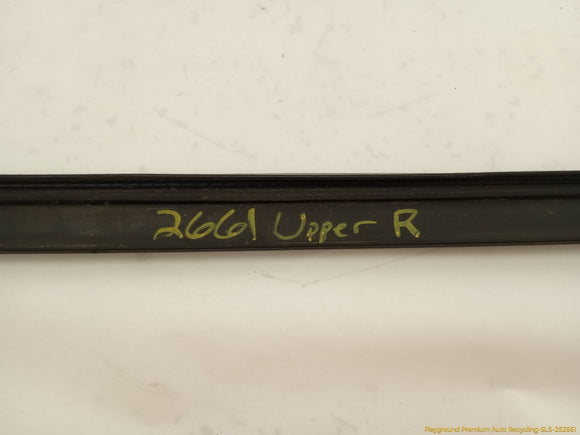 2661 Upper R
Playground Premium Auto Recycling-SLS-252661